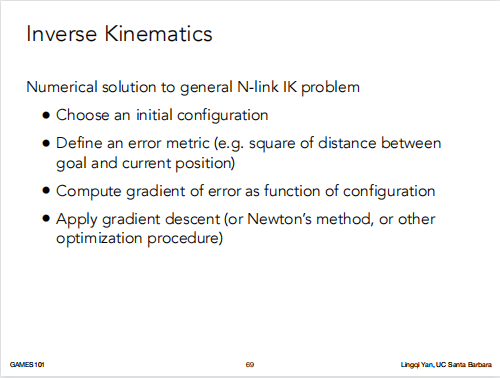 Inverse Kinematics
Numerical solution to general N-link IK problem
● Choose an initial configuration
● Define an error metric (e.g. square of distance between
goal and current position)
● Compute gradient of error as function of configuration
● Apply gradient descent (or Newton's method, or other
optimization procedure)
GAMES101
69
Lingqi Yan, UC Santa Barbara